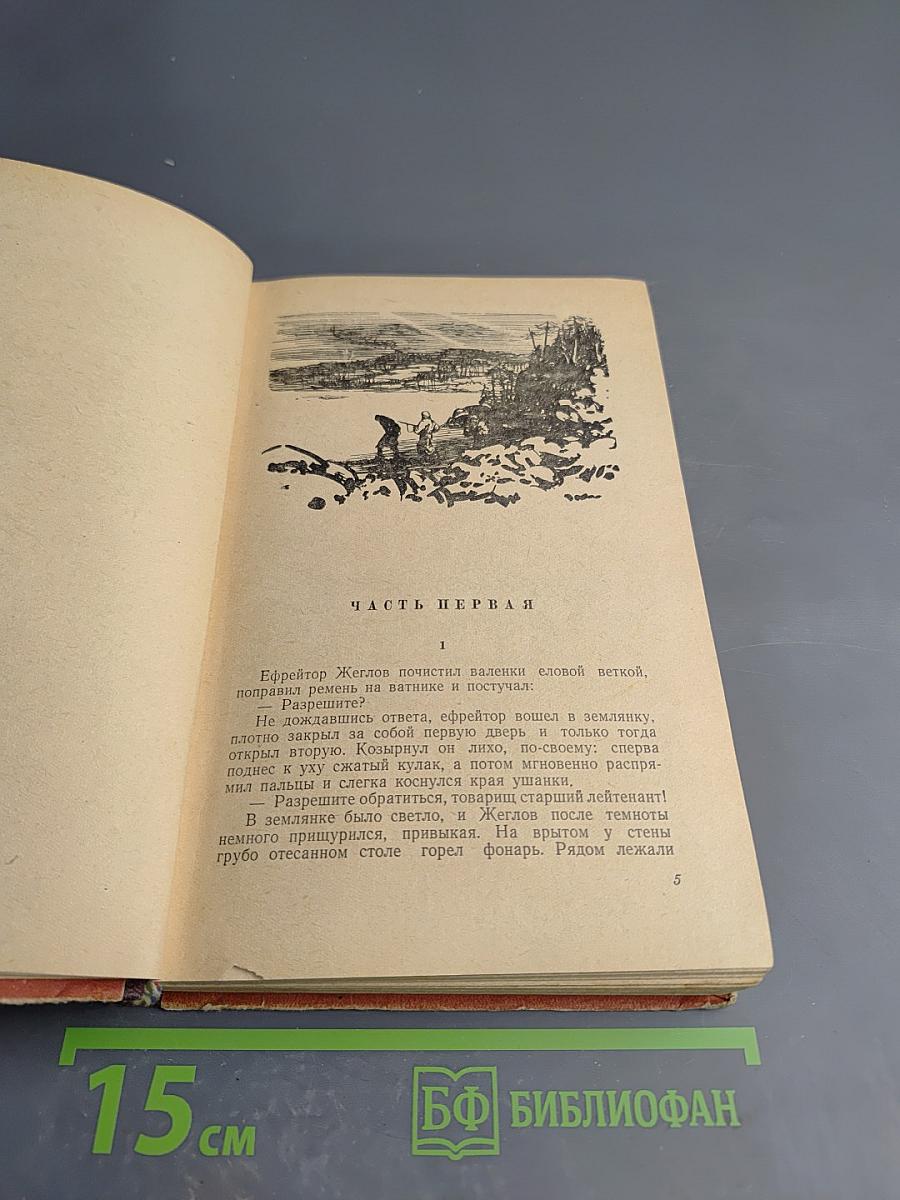 ЧАСТЬ ПЕРВАЯ
1
Ефрейтор Жеглов почистил валенки еловой веткой,
поправил ремень на ватнике и постучал:
— Разрешите?
Не дождавшись ответа, ефрейтор вошел в землянку,
плотно закрыл за собой первую дверь и только тогда
открыл вторую. Козырнул он лихо, по-своему: сперва
поднес к уху сжатый кулак, а потом мгновенно распря-
мил пальцы и слегка коснулся края ушанки.
— Разрешите обратиться, товарищ старший лейтенант!
В землянке было светло, и Жеглов после темноты
немного прищурился, привыкая. На врытом у стены
грубо отесанном столе горел фонарь. Рядом лежали
5
15 см
БФ БИБЛИОФАН